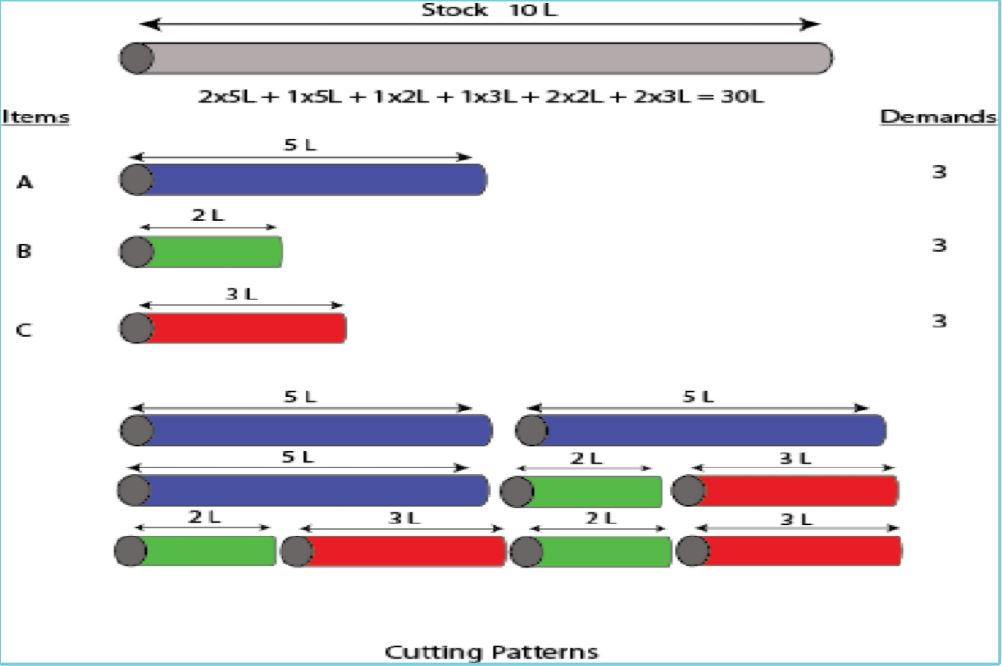 Stock 10 L
2x5L + 1x5L + 1x2L + 1x3L + 2x2L + 2x3L = 30L
Items Demands
5 L
A 3
2 L
B 3
3 L
C 3
5 L 5 L
5 L 2 L 3 L
2 L 3 L 2 L 3 L
Cutting Patterns